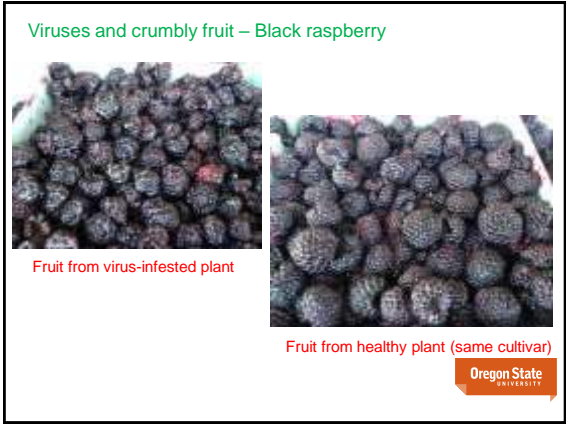 Viruses and crumbly fruit – Black raspberry
Fruit from virus-infested plant
Fruit from healthy plant (same cultivar)
Oregon State
UNIVERSITY